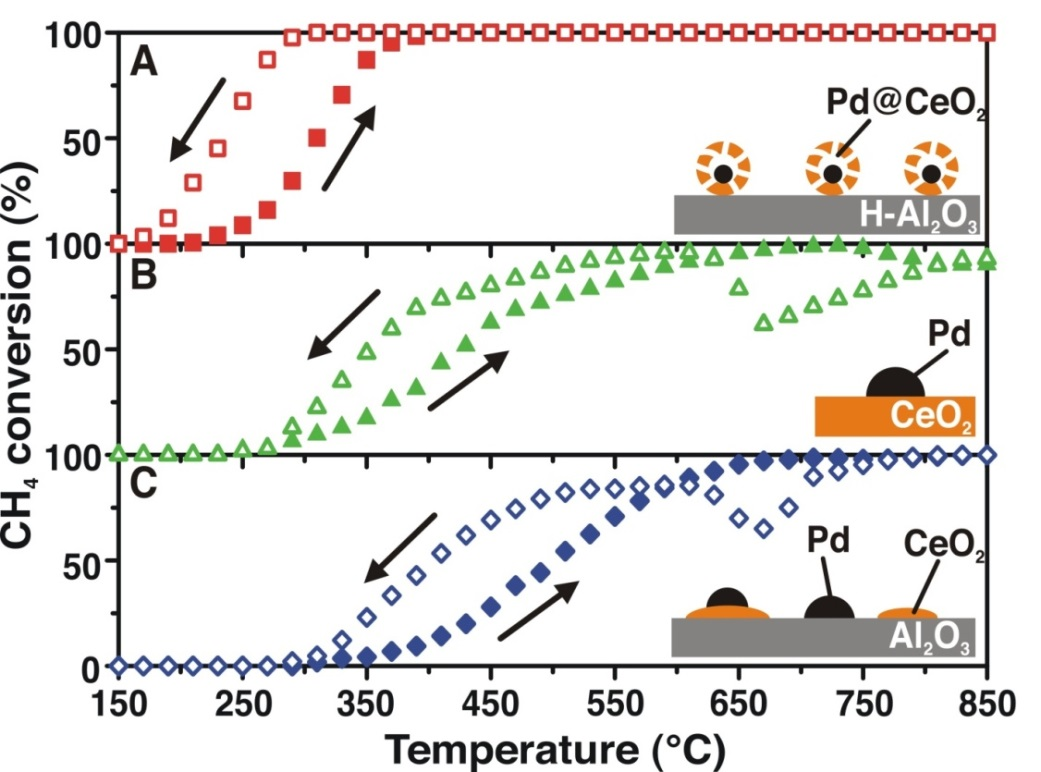 CH₄ conversion (%)
100
A
50
Pd@CeO₂
H-Al₂O₃
100
B
50
Pd
CeO₂
100
C
50
Pd
CeO₂
Al₂O₃
0
150 250 350 450 550 650 750 850
Temperature (°C)